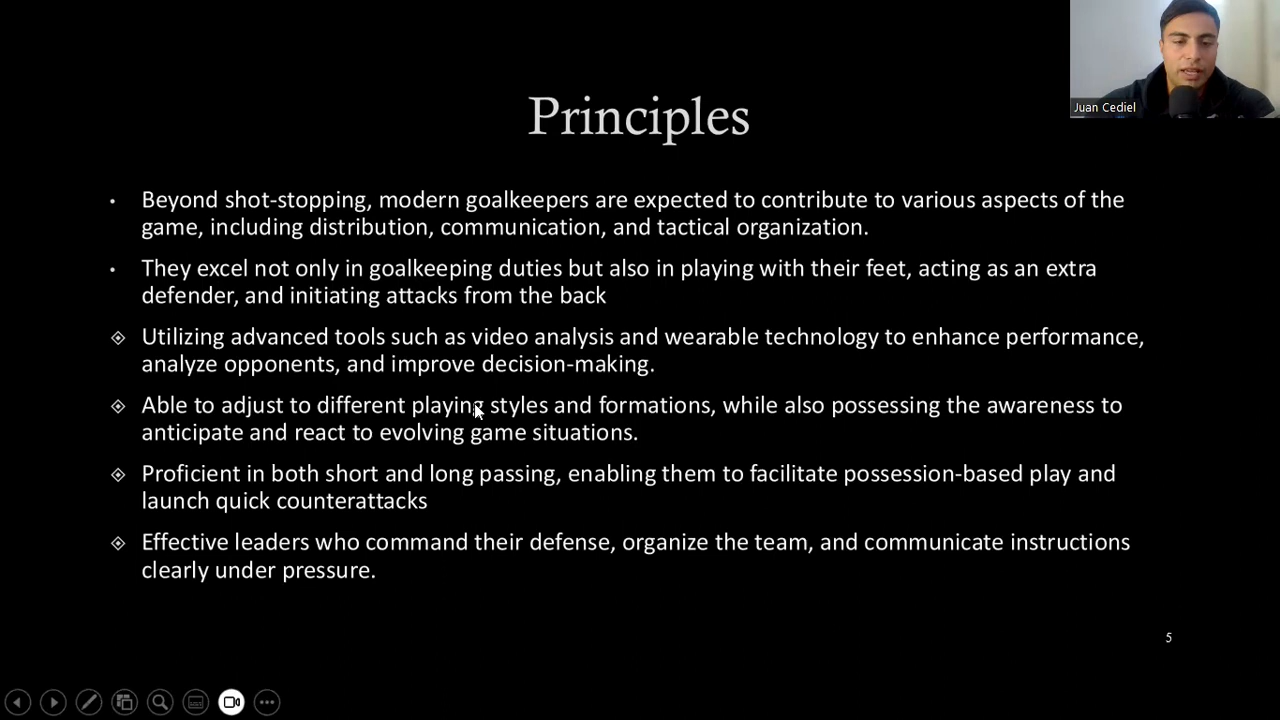 Juan Cediel
Principles
Beyond shot-stopping, modern goalkeepers are expected to contribute to various aspects of the
game, including distribution, communication, and tactical organization.
They excel not only in goalkeeping duties but also in playing with their feet, acting as an extra
defender, and initiating attacks from the back
Utilizing advanced tools such as video analysis and wearable technology to enhance performance,
analyze opponents, and improve decision-making.
Able to adjust to different playing styles and formations, while also possessing the awareness to
anticipate and react to evolving game situations.
Proficient in both short and long passing, enabling them to facilitate possession-based play and
launch quick counterattacks
Effective leaders who command their defense, organize the team, and communicate instructions
clearly under pressure.
5